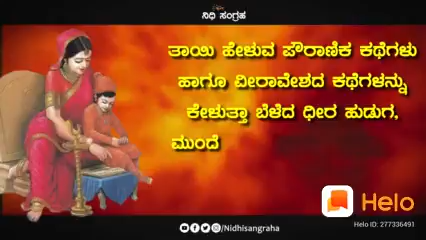 ನಿಧಿ ಸಂಗ್ರಹ
ತಾಯಿ ಹೇಳುವ ಪೌರಾಣಿಕ ಕಥೆಗಳು
ಹಾಗೂ ವೀರಾವೇಶದ ಕಥೆಗಳನ್ನು
ಕೇಳುತ್ತಾ ಬೆಳೆದ ಧೀರ ಹುಡುಗ,
ಮುಂದೆ
Helo
Helo ID: 277336491
/Nidhisangraha